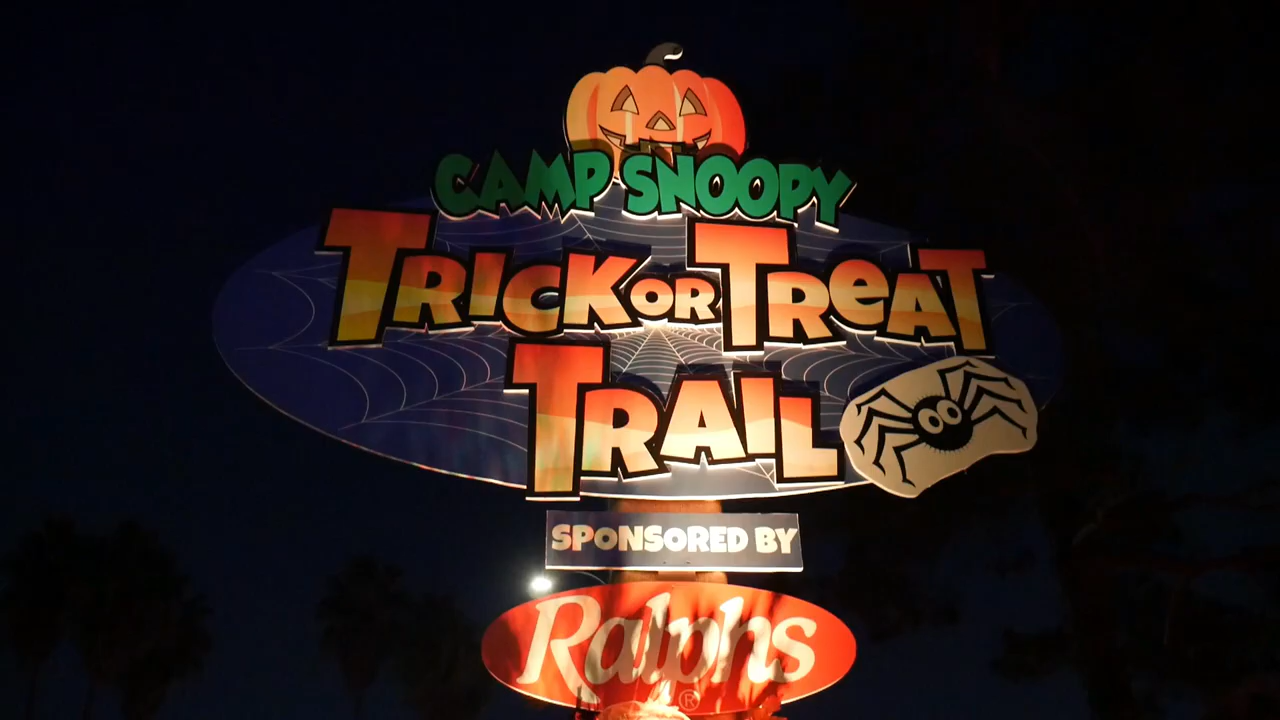 CAMP SNOOPY
TRICK OR TREAT
TRAIL
SPONSORED BY
Ralphs
®